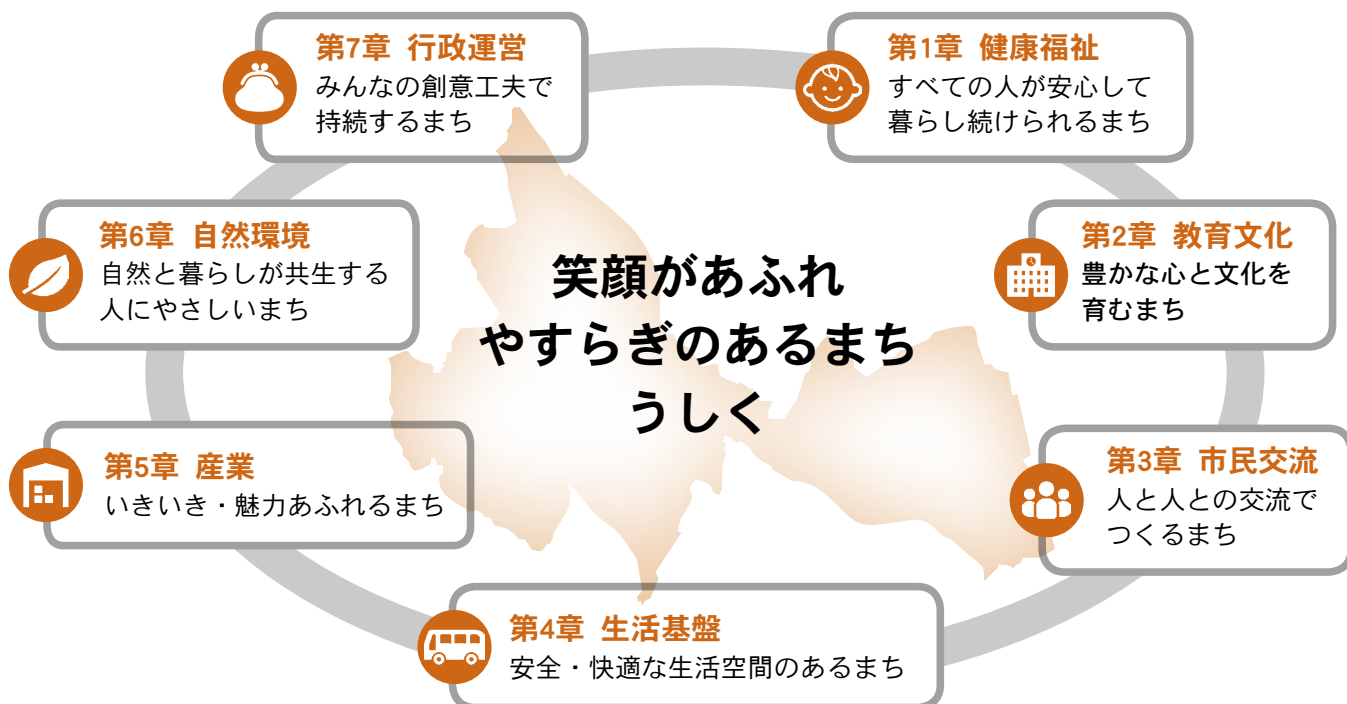 第7章 行政運営
みんなの創意工夫で
持続するまち
第1章 健康福祉
すべての人が安心して
暮らし続けられるまち
第6章 自然環境
自然と暮らしが共生する
人にやさしいまち
第2章 教育文化
豊かな心と文化を
育むまち
笑顔があふれ
やすらぎのあるまち
うしく
第5章 産業
いきいき・魅力あふれるまち
第3章 市民交流
人と人との交流で
つくるまち
第4章 生活基盤
安全・快適な生活空間のあるまち